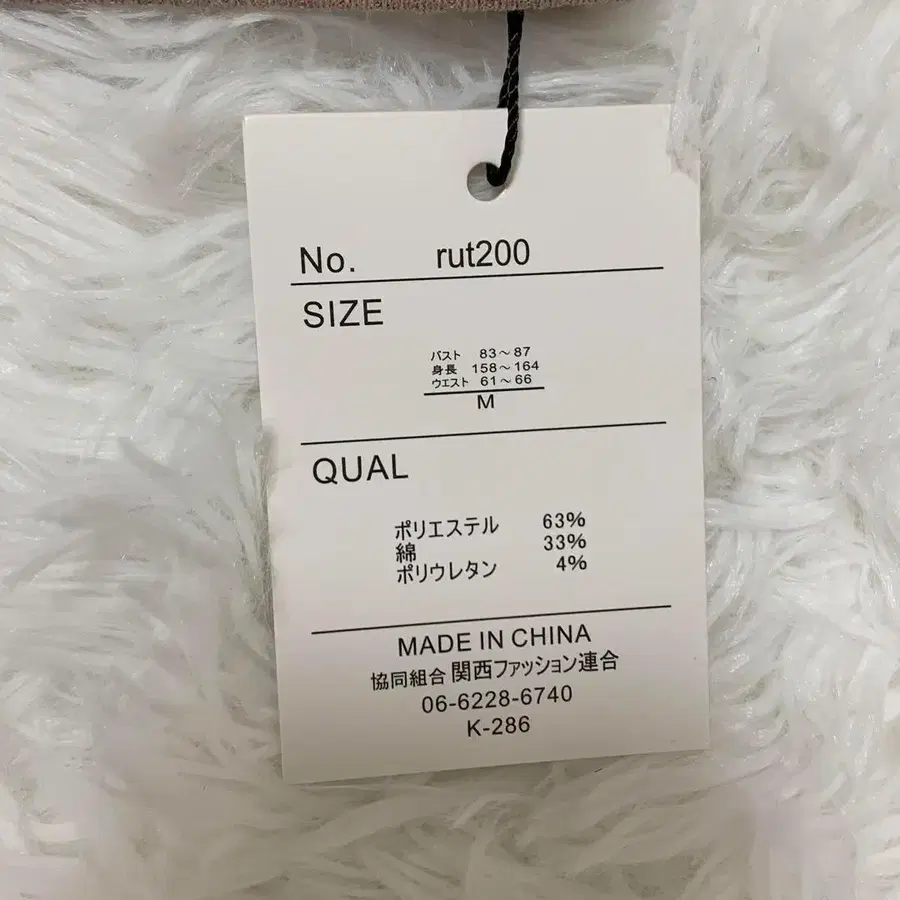 No. rut200
SIZE
バスト 83～87
身長 158～164
ウエスト 61～66
M
QUAL
ポリエステル 63%
綿 33%
ポリウレタン 4%
MADE IN CHINA
協同組合 関西ファッション連合
06-6228-6740
K-286